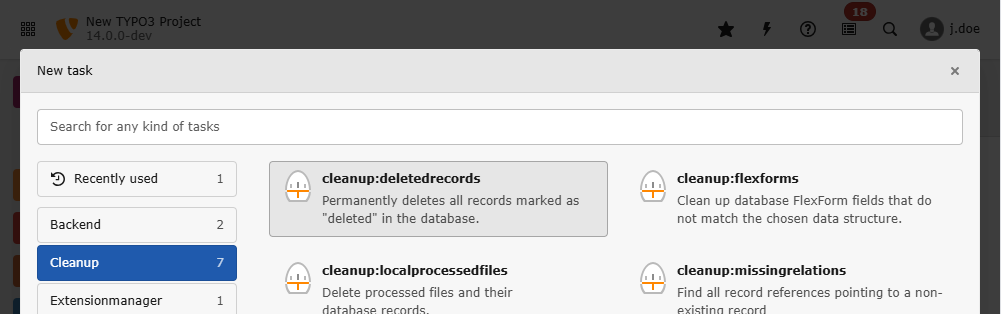 New TYPO3 Project
14.0.0-dev
18
j.doe
New task
Search for any kind of tasks
Recently used 1
Backend 2
Cleanup 7
Extensionmanager 1
cleanup:deletedrecords
Permanently deletes all records marked as
"deleted" in the database.
cleanup:flexforms
Clean up database FlexForm fields that do
not match the chosen data structure.
cleanup:localprocessedfiles
Delete processed files and their
database records.
cleanup:missingrelations
Find all record references pointing to a non-
existing record